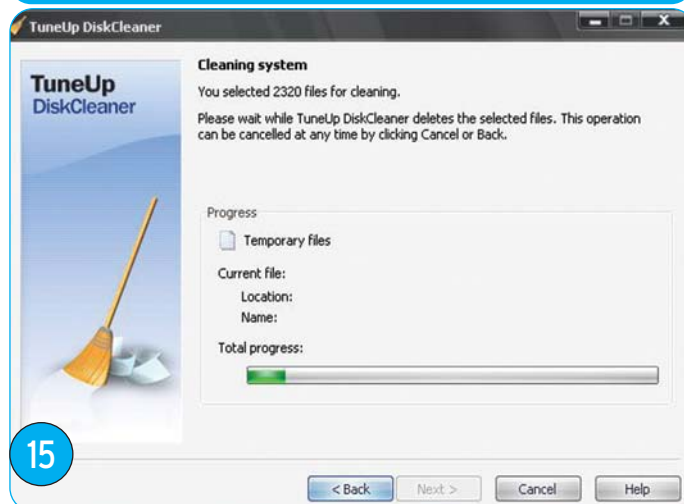 TuneUp DiskCleaner
TuneUp
DiskCleaner
Cleaning system
You selected 2320 files for cleaning.
Please wait while TuneUp DiskCleaner deletes the selected files. This operation
can be cancelled at any time by clicking Cancel or Back.
Progress
Temporary files
Current file:
Location:
Name:
Total progress:
15
< Back Next > Cancel Help